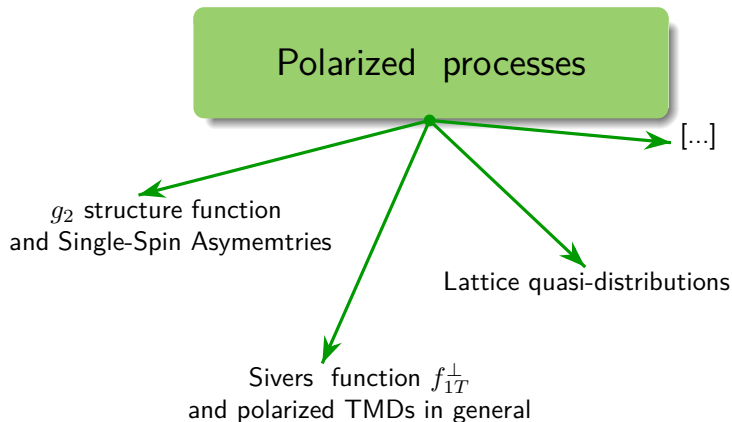 Polarized processes
[...]
g₂ structure function
and Single-Spin Asymemtries
Lattice quasi-distributions
Sivers function f⊥1T
and polarized TMDs in general